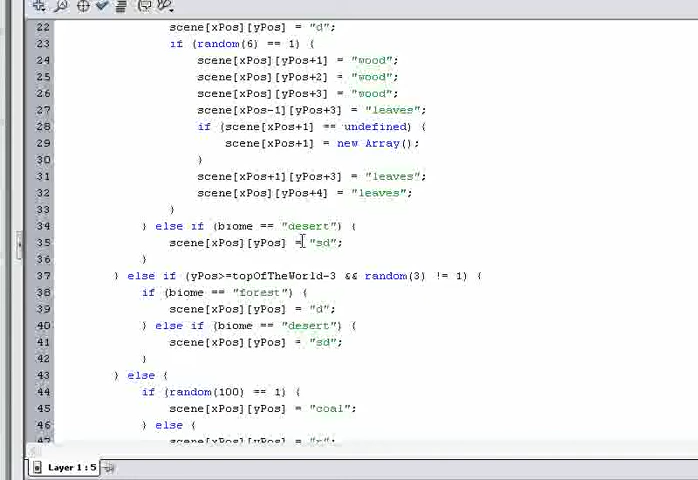 22 scene[xPos][yPos] = "d";
23 if (random(6) == 1) {
24 scene[xPos][yPos+1] = "wood";
25 scene[xPos][yPos+2] = "wood";
26 scene[xPos][yPos+3] = "wood";
27 scene[xPos-1][yPos+3] = "leaves";
28 if (scene[xPos+1] == undefined) {
29 scene[xPos+1] = new Array();
30 }
31 scene[xPos+1][yPos+3] = "leaves";
32 scene[xPos][yPos+4] = "leaves";
33 }
34 } else if (biome == "desert") {
35 scene[xPos][yPos] = "sd";
36 }
37 } else if (yPos>=topOfTheWorld-3 && random(3) != 1) {
38 if (biome == "forest") {
39 scene[xPos][yPos] = "d";
40 } else if (biome == "desert") {
41 scene[xPos][yPos] = "sd";
42 }
43 } else {
44 if (random(100) == 1) {
45 scene[xPos][yPos] = "coal";
46 } else {
47 scene[xPos][yPos] = "r";
Layer 1 : 5